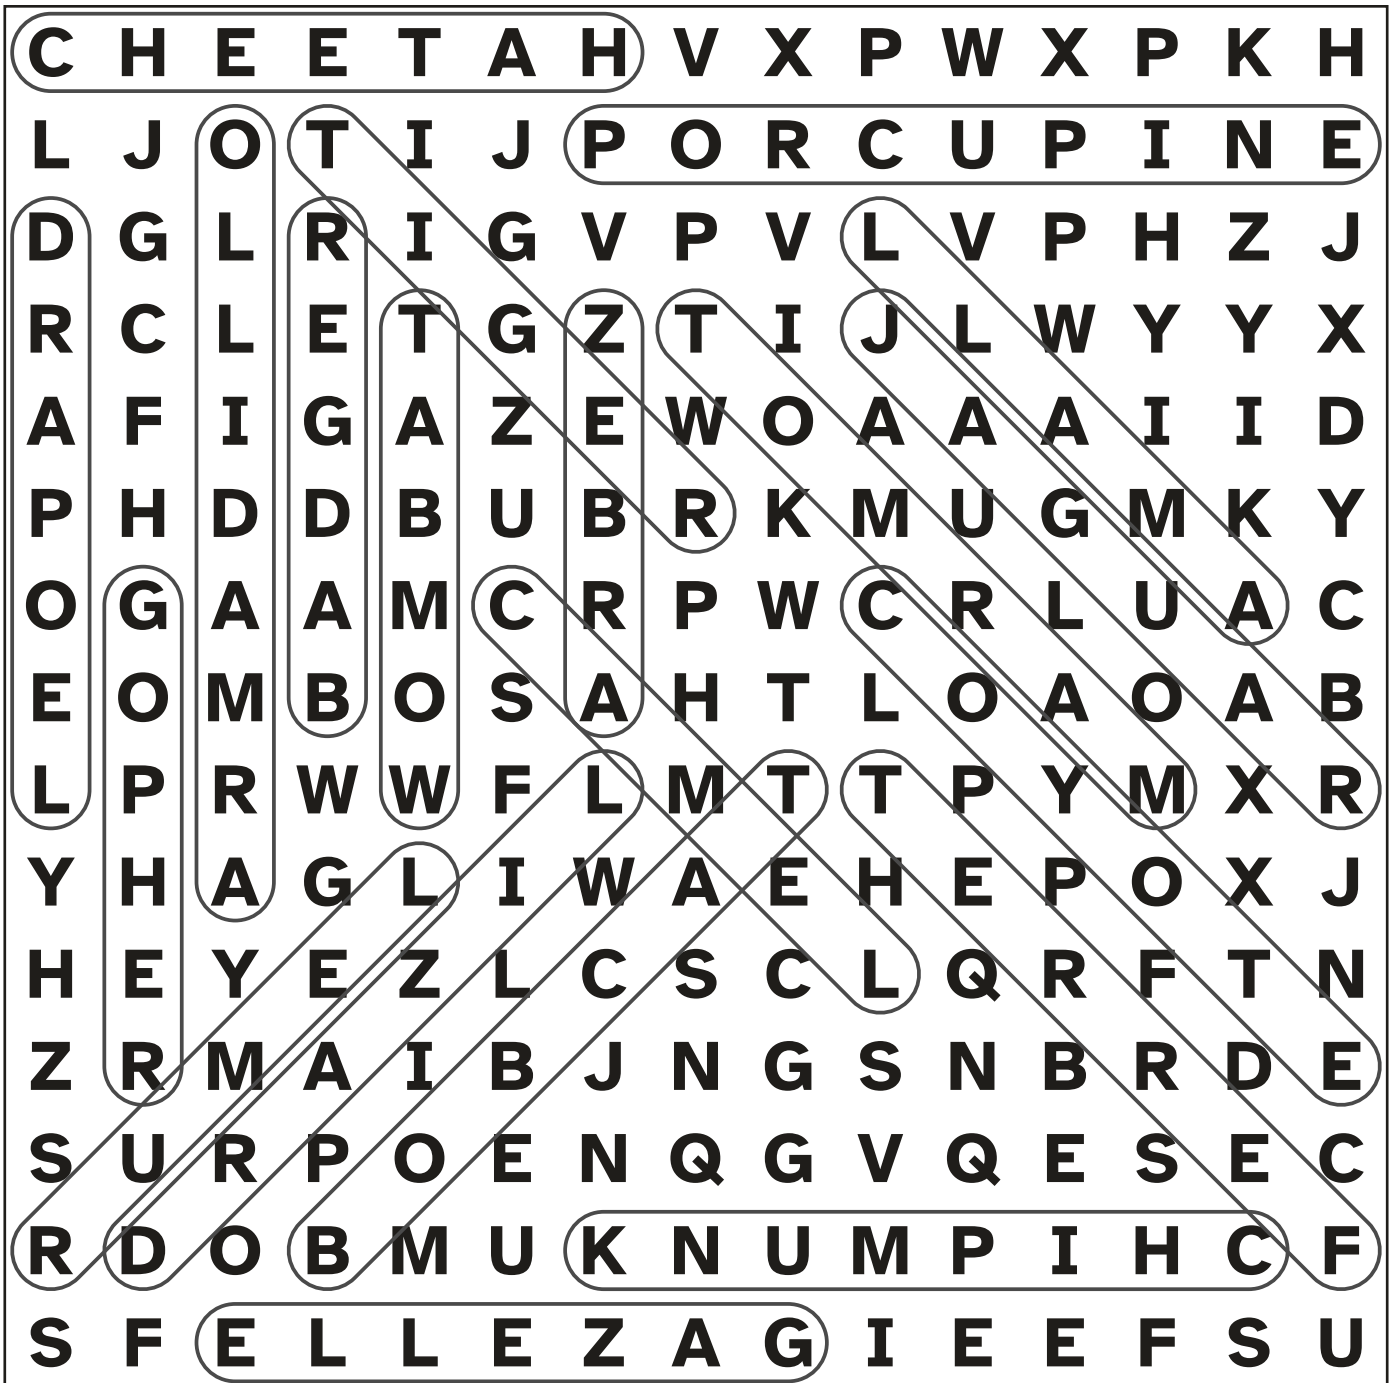 C H E E T A H V X P W X P K H
L J O T I J P O R C U P I N E
D G L R I G V P V L V P H Z J
R C L E T G Z T I J L W Y Y X
A F I G A Z E W O A A A I I D
P H D D B U B R K M U G M K Y
O G A A M C R P W C R L U A C
E O M B O S A H T L O A O A B
L P R W W F L M T T P Y M X R
Y H A G L I W A E H E P O X J
H E Y E Z L C S C L Q R F T N
Z R M A I B J N G S N B R D E
S U R P O E N Q G V Q E S E C
R D O B M U K N U M P I H C F
S F E L L E Z A G I E E F S U